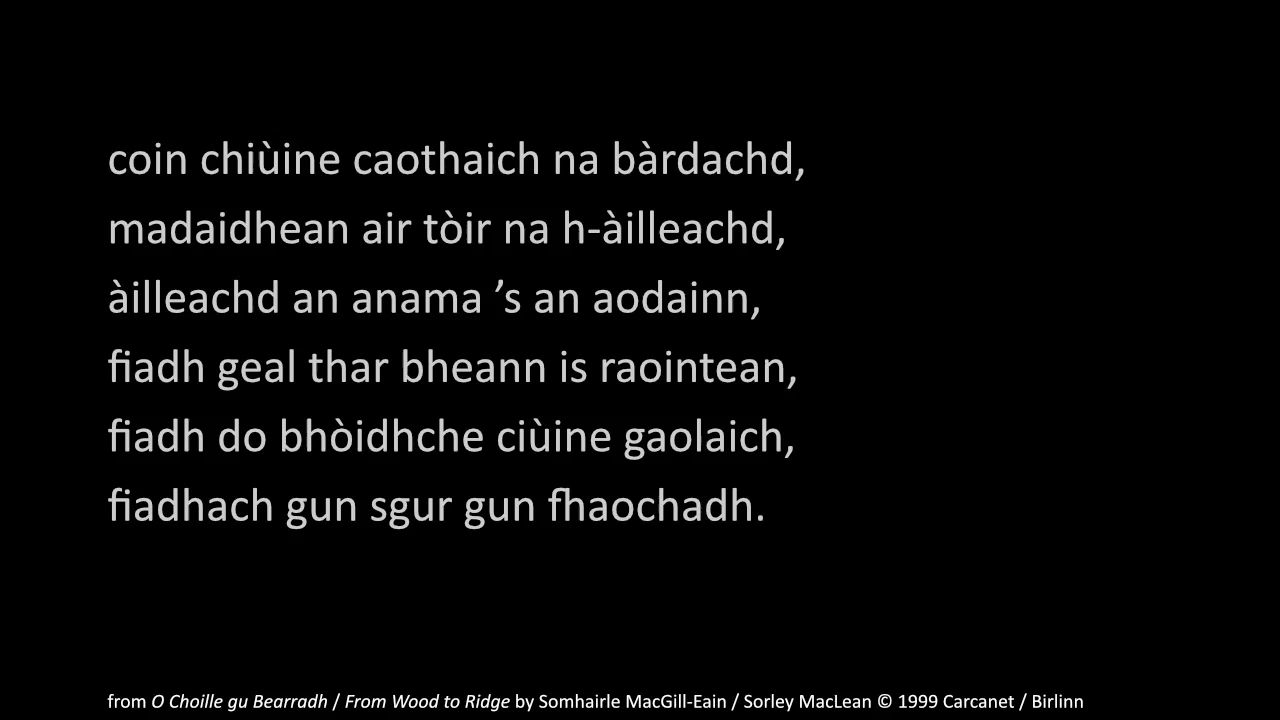 coin chiùine caothaich na bàrdachd,
madaidhean air tòir na h-àilleachd,
àilleachd an anama ’s an aodainn,
fiadh geal thar bheann is raointean,
fiadh do bhòidhche ciùine gaolaich,
fiadhach gun sgur gun fhaochadh.
from O Choille gu Bearradh / From Wood to Ridge by Somhairle MacGill-Eain / Sorley MacLean © 1999 Carcanet / Birlinn